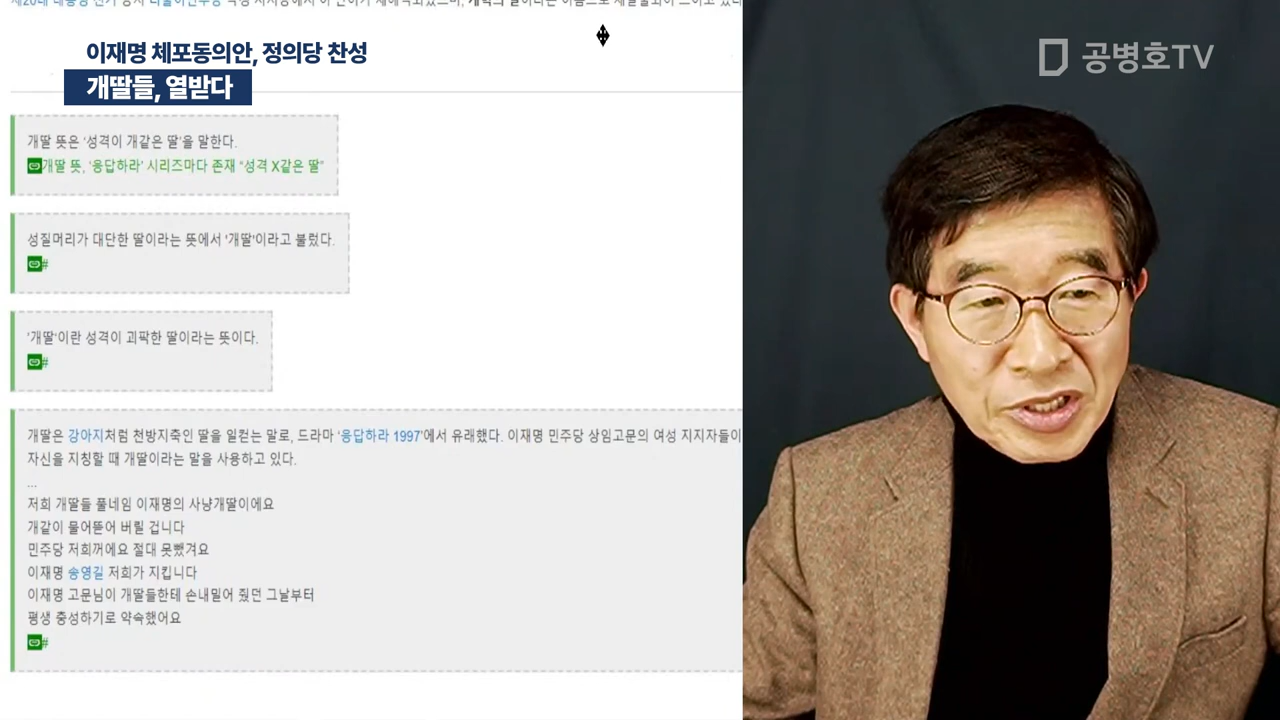 이재명 체포동의안, 정의당 찬성
개딸들, 열받다
공병호TV
개딸 뜻은 '성격이 개같은 딸'을 말한다.
개딸 뜻, '응답하라' 시리즈마다 존재 "성격 X같은 딸"
성질머리가 대단한 딸이라는 뜻에서 '개딸'이라고 불렀다.
#
'개딸'이란 성격이 괴팍한 딸이라는 뜻이다.
#
개딸은 강아지처럼 천방지축인 딸을 일컫는 말로, 드라마 '응답하라 1997'에서 유래했다. 이재명 민주당 상임고문의 여성 지지자들이
자신을 지칭할 때 개딸이라는 말을 사용하고 있다.
...
저희 개딸들 풀네임 이재명의 사냥개딸이에요
개같이 물어뜯어 버릴 겁니다
민주당 저희꺼에요 절대 못뺐겨요
이재명 송영길 저희가 지킵니다
이재명 고문님이 개딸들한테 손내밀어 줬던 그날부터
평생 충성하기로 약속했어요
#